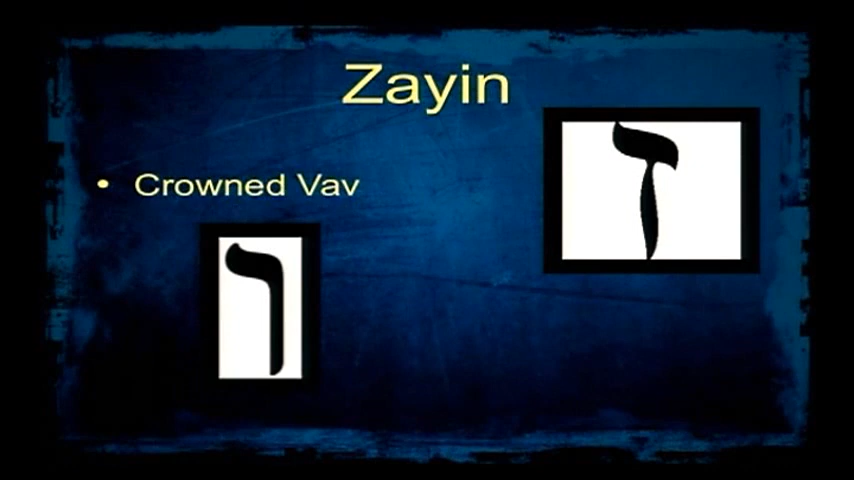 Zayin
ז
• Crowned Vav
ו